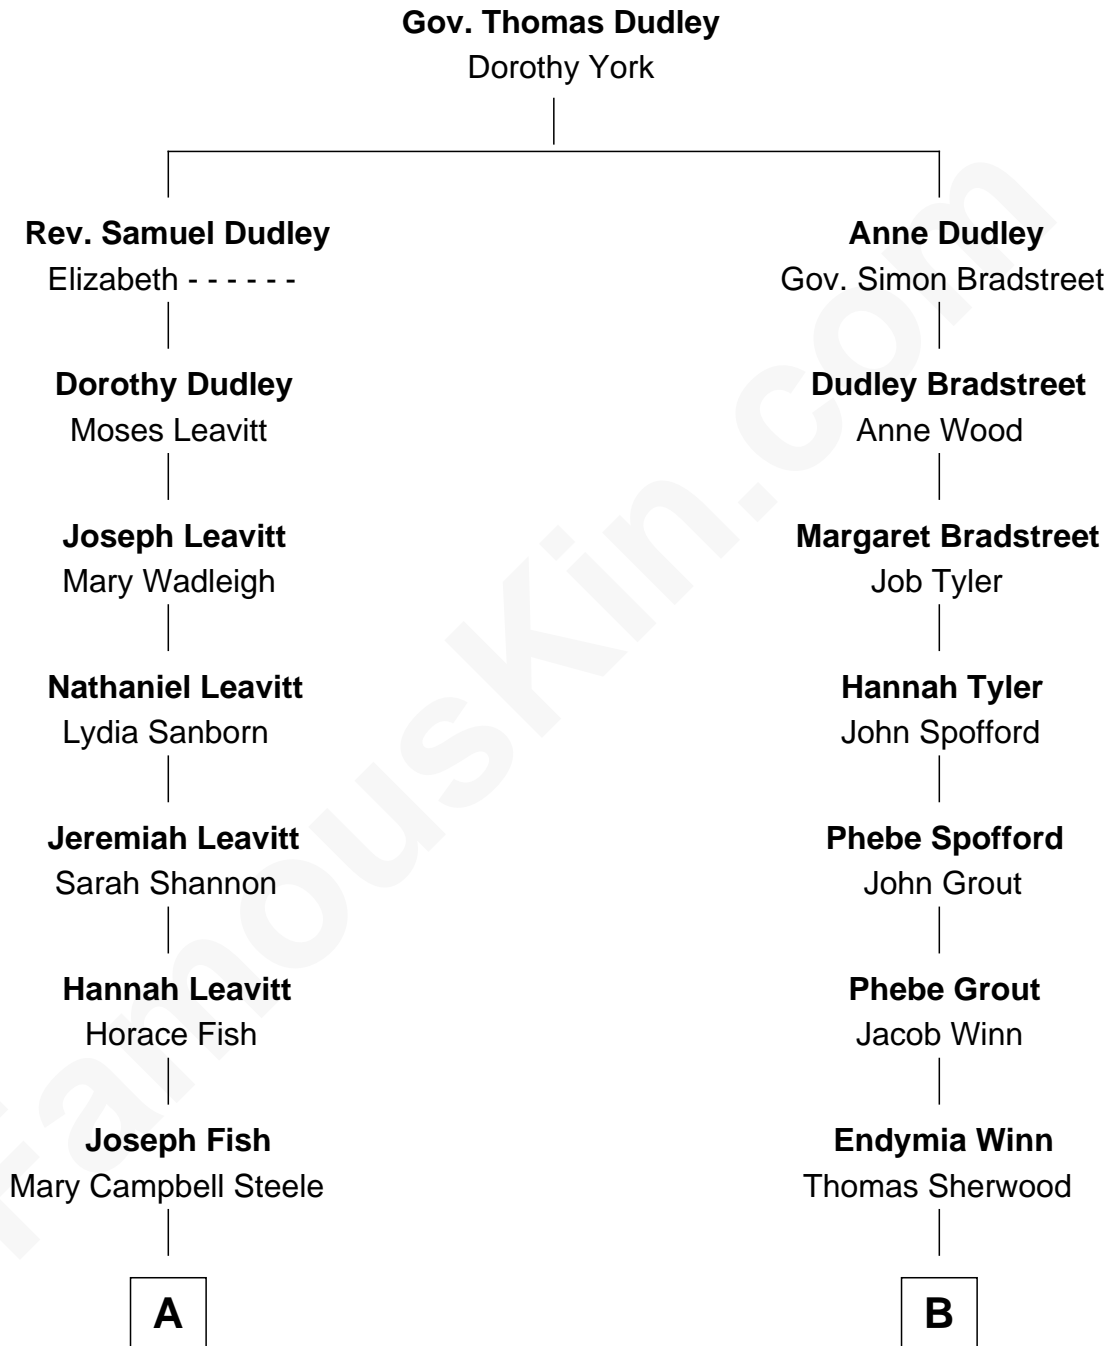 Gov. Thomas Dudley
Dorothy York
Rev. Samuel Dudley
Elizabeth - - - - - -
Anne Dudley
Gov. Simon Bradstreet
Dorothy Dudley
Moses Leavitt
Dudley Bradstreet
Anne Wood
Joseph Leavitt
Mary Wadleigh
Margaret Bradstreet
Job Tyler
Nathaniel Leavitt
Lydia Sanborn
Hannah Tyler
John Spofford
Jeremiah Leavitt
Sarah Shannon
Phebe Spofford
John Grout
Hannah Leavitt
Horace Fish
Phebe Grout
Jacob Winn
Joseph Fish
Mary Campbell Steele
Endymia Winn
Thomas Sherwood
A
B
FamousKin.com